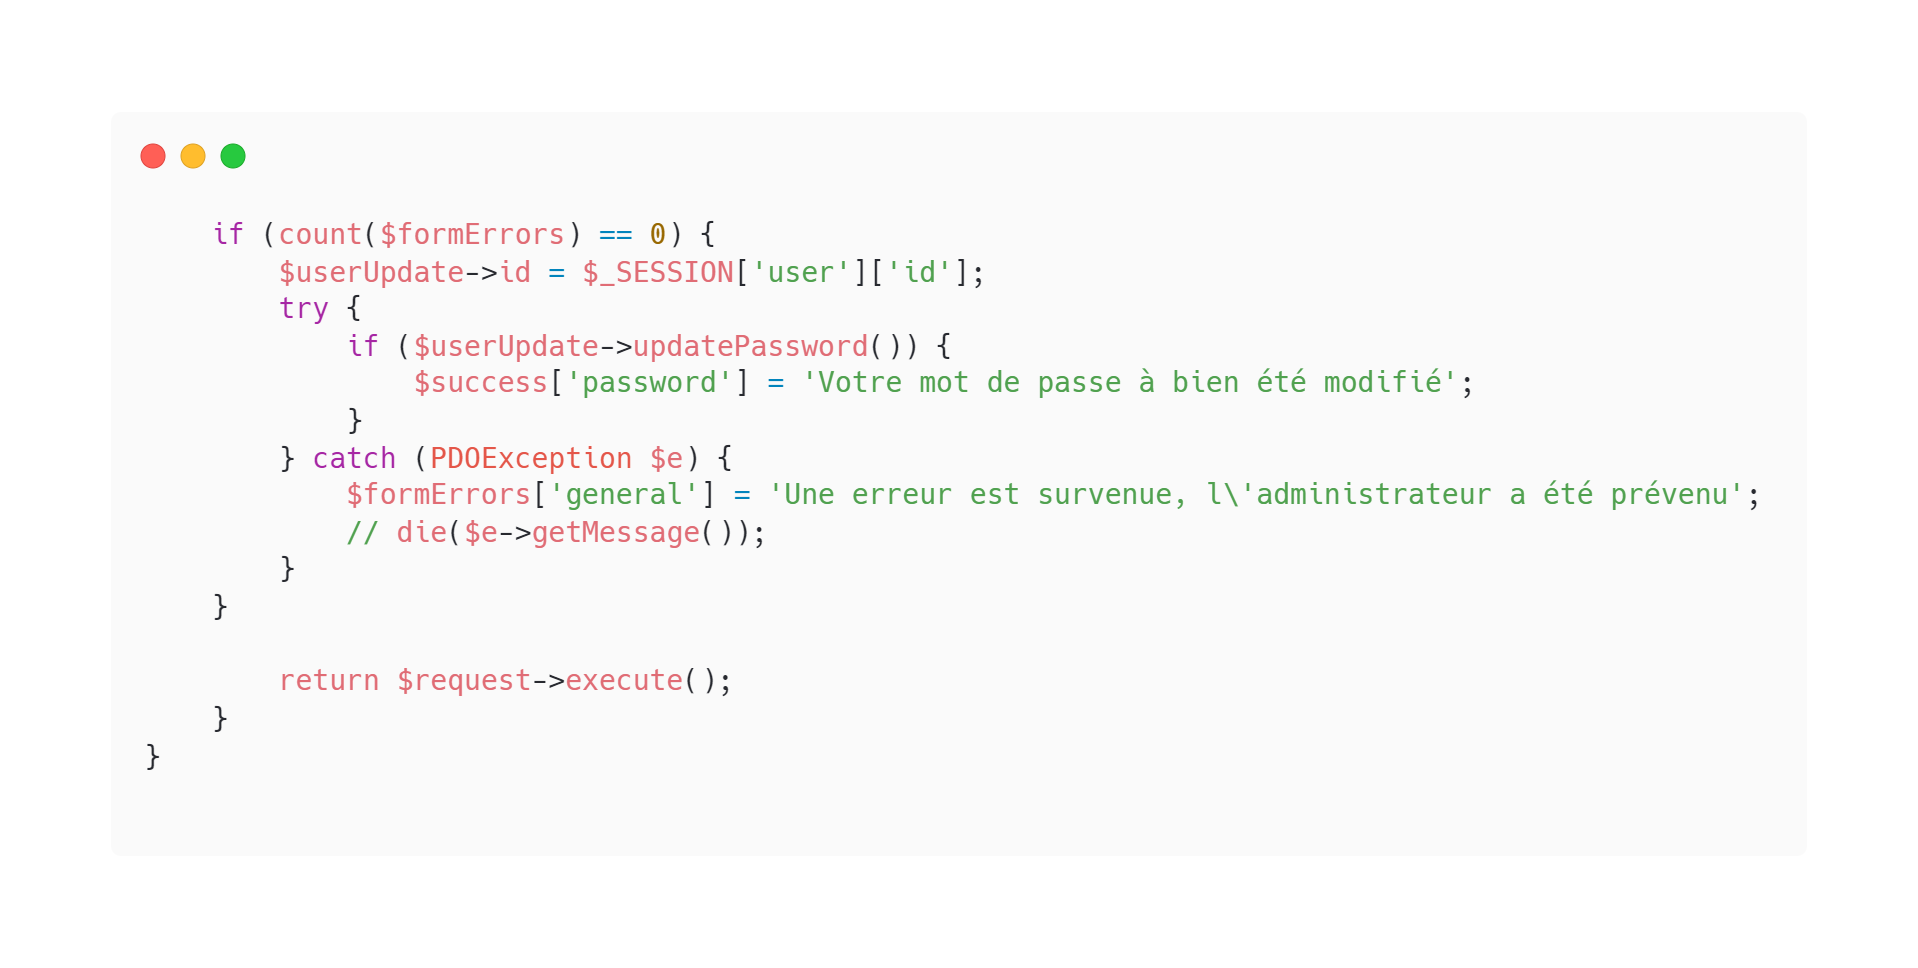 if (count($formErrors) == 0) {
$userUpdate->id = $_SESSION['user']['id'];
try {
if ($userUpdate->updatePassword()) {
$success['password'] = 'Votre mot de passe à bien été modifié';
}
} catch (PDOException $e) {
$formErrors['general'] = 'Une erreur est survenue, l\'administrateur a été prévenu';
// die($e->getMessage());
}
}
return $request->execute();
}
}